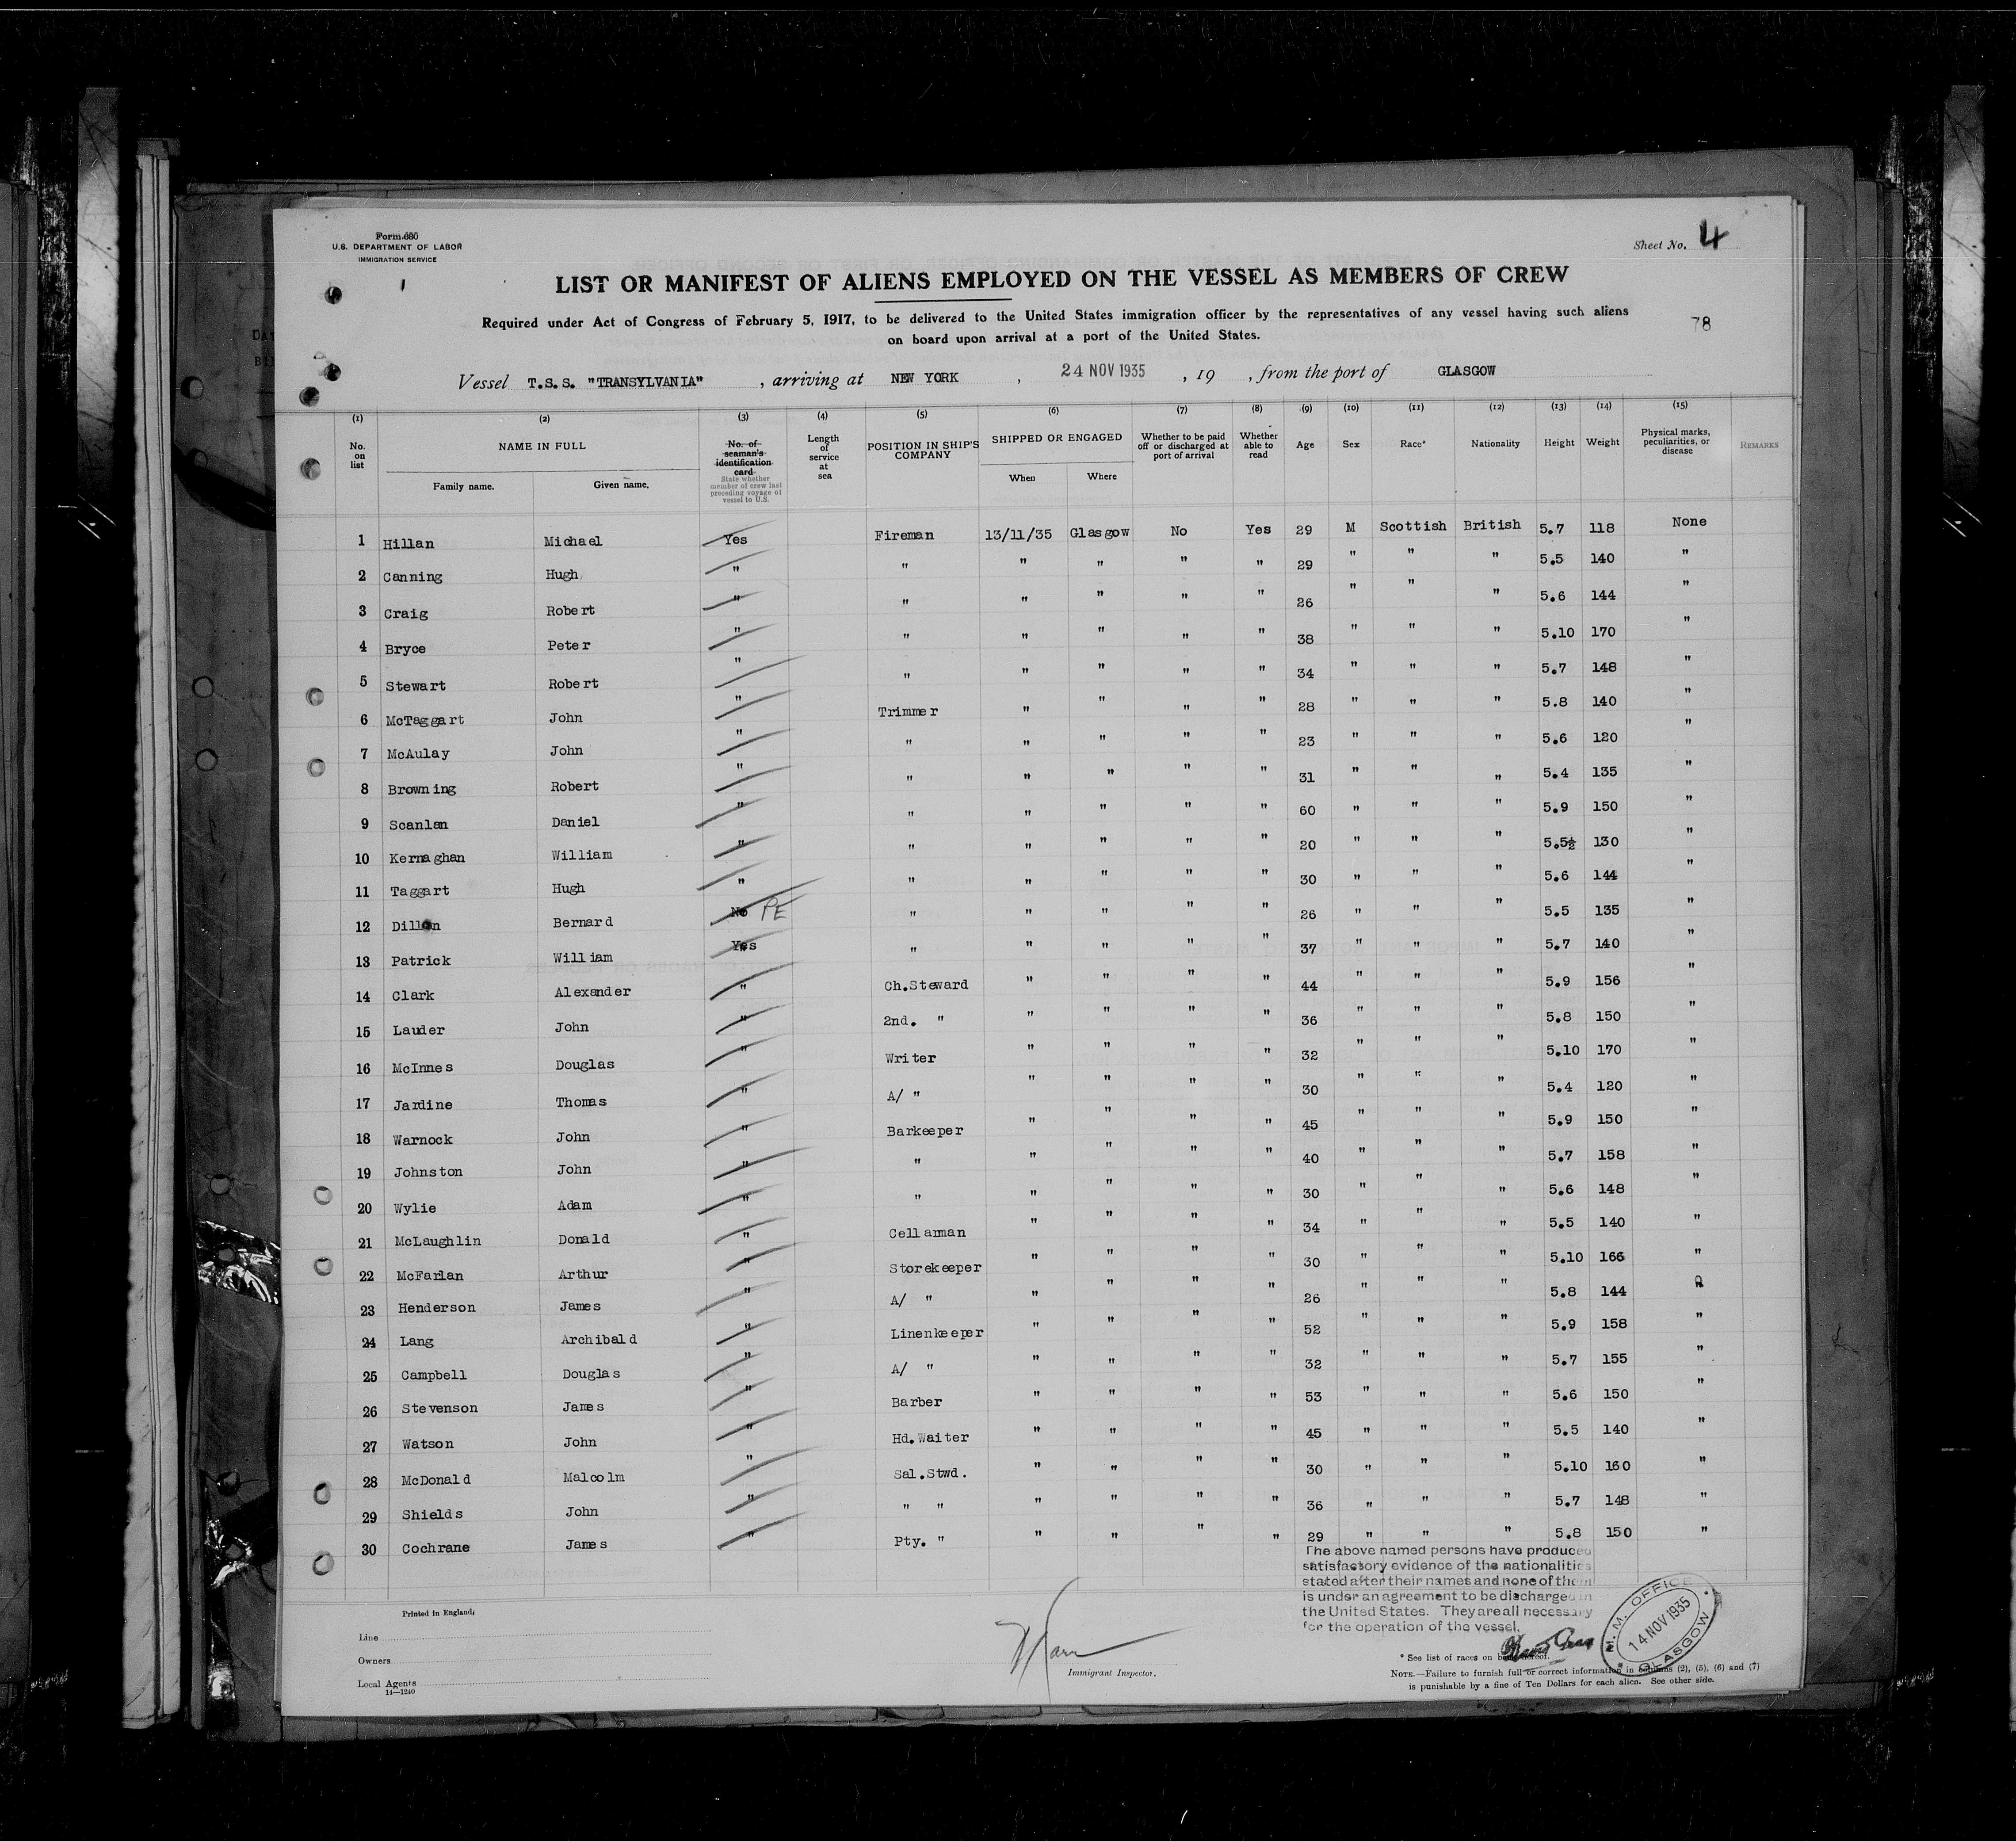 Form 680
U.S. DEPARTMENT OF LABOR
IMMIGRATION SERVICE
Sheet No. 4
LIST OR MANIFEST OF ALIENS EMPLOYED ON THE VESSEL AS MEMBERS OF CREW
Required under Act of Congress of February 5, 1917, to be delivered to the United States immigration officer by the representatives of any vessel having such aliens
on board upon arrival at a port of the United States.
78
Vessel T.S.S. "TRANSYLVANIA" , arriving at NEW YORK , 24 NOV 1935 , 19 , from the port of GLASGOW
(1) (2) (3) (4) (5) (6) (7) (8) (9) (10) (11) (12) (13) (14) (15)
No. on list NAME IN FULL Family name. Given name. No. of seaman's identification card State whether member of crew last preceding voyage of vessel to U.S. Length of service at sea POSITION IN SHIP'S COMPANY SHIPPED OR ENGAGED When Where Whether to be paid off or discharged at port of arrival Whether able to read Age Sex Race* Nationality Height Weight Physical marks, peculiarities, or disease REMARKS
1 Hillan Michael Yes Fireman 13/11/35 Glasgow No Yes 29 M Scottish British 5.7 118 None
2 Canning Hugh " " " " " " 29 " " " 5.5 140 "
3 Craig Robert " " " " " " 26 " " " 5.6 144 "
4 Bryce Peter " " " " " " 38 " " " 5.10 170 "
5 Stewart Robert " " " " " " 34 " " " 5.7 148 "
6 McTaggart John " Trimmer " " " " 28 " " " 5.8 140 "
7 McAulay John " " " " " " 23 " " " 5.6 120 "
8 Browning Robert " " " " " " 31 " " " 5.4 135 "
9 Scanlan Daniel " " " " " " 60 " " " 5.9 150 "
10 Kernaghan William " " " " " " 20 " " " 5.5½ 130 "
11 Taggart Hugh " " " " " " 30 " " " 5.6 144 "
12 Dillon Bernard No PE " " " " " 26 " " " 5.5 135 "
13 Patrick William Yes " " " " " 37 " " " 5.7 140 "
14 Clark Alexander " Ch.Steward " " " " 44 " " " 5.9 156 "
15 Lauder John " 2nd. " " " " " 36 " " " 5.8 150 "
16 McInnes Douglas " Writer " " " " 32 " " " 5.10 170 "
17 Jardine Thomas " A/ " " " " " 30 " " " 5.4 120 "
18 Warnock John " Barkeeper " " " " 45 " " " 5.9 150 "
19 Johnston John " " " " " " 40 " " " 5.7 158 "
20 Wylie Adam " " " " " " 30 " " " 5.6 148 "
21 McLaughlin Donald " Cellarman " " " " 34 " " " 5.5 140 "
22 McFarlan Arthur " Storekeeper " " " " 30 " " " 5.10 166 "
23 Henderson James " A/ " " " " " 26 " " " 5.8 144 "
24 Lang Archibald " Linenkeeper " " " " 52 " " " 5.9 158 "
25 Campbell Douglas " A/ " " " " " 32 " " " 5.7 155 "
26 Stevenson James " Barber " " " " 53 " " " 5.6 150 "
27 Watson John " Hd.Waiter " " " " 45 " " " 5.5 140 "
28 McDonald Malcolm " Sal.Stwd. " " " " 30 " " " 5.10 160 "
29 Shields John " " " " " " " 36 " " " 5.7 148 "
30 Cochrane James " Pty. " " " " " 29 " " " 5.8 150 "
The above named persons have produced
satisfactory evidence of the nationalities
stated after their names and none of them
is under an agreement to be discharged in
the United States. They are all necessary
for the operation of the vessel.
M. M. OFFICE
14 NOV 1935
GLASGOW
Printed in England.
Line
Owners
Local Agents
14—1240
Immigrant Inspector.
* See list of races on back hereof.
NOTE.—Failure to furnish full or correct information in columns (2), (5), (6) and (7)
is punishable by a fine of Ten Dollars for each alien. See other side.